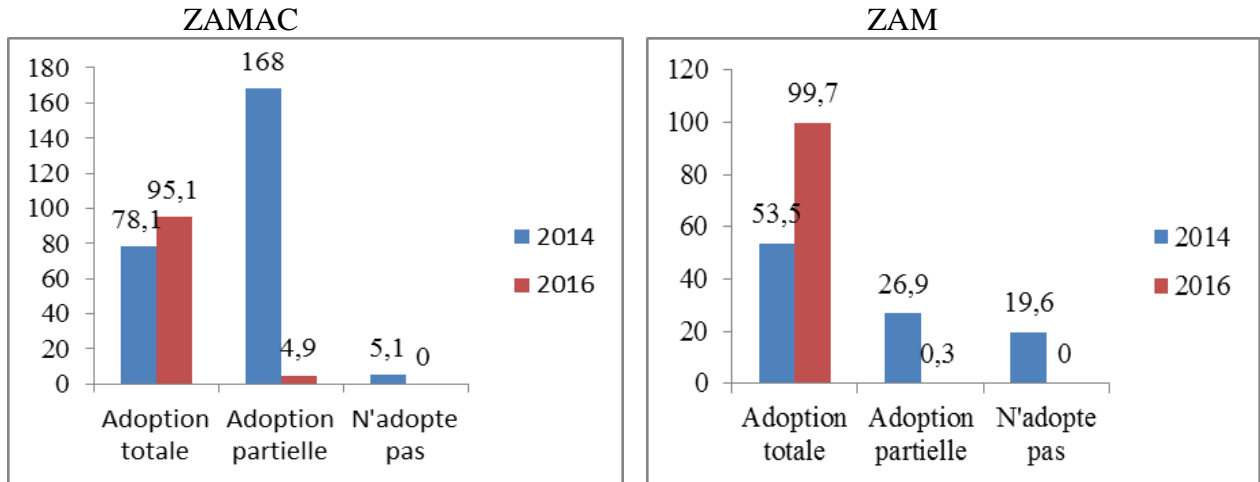 ZAMAC
180
160
140
120
100
80
60
40
20
0
78,1
95,1
168
4,9
5,1
0
Adoption
totale
Adoption
partielle
N'adopte
pas
2014
2016
ZAM
120
100
80
60
40
20
0
53,5
99,7
26,9
0,3
19,6
0
Adoption
totale
Adoption
partielle
N'adopte
pas
2014
2016